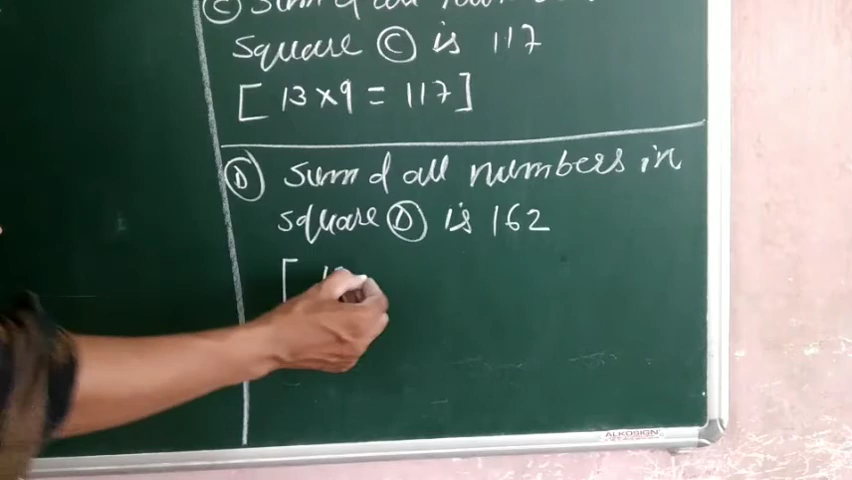 Ⓒ Sum of all numbers
square Ⓒ is 117
[ 13 × 9 = 117 ]
Ⓓ Sum of all numbers in
square Ⓓ is 162
[ 1
ALKOSIGN